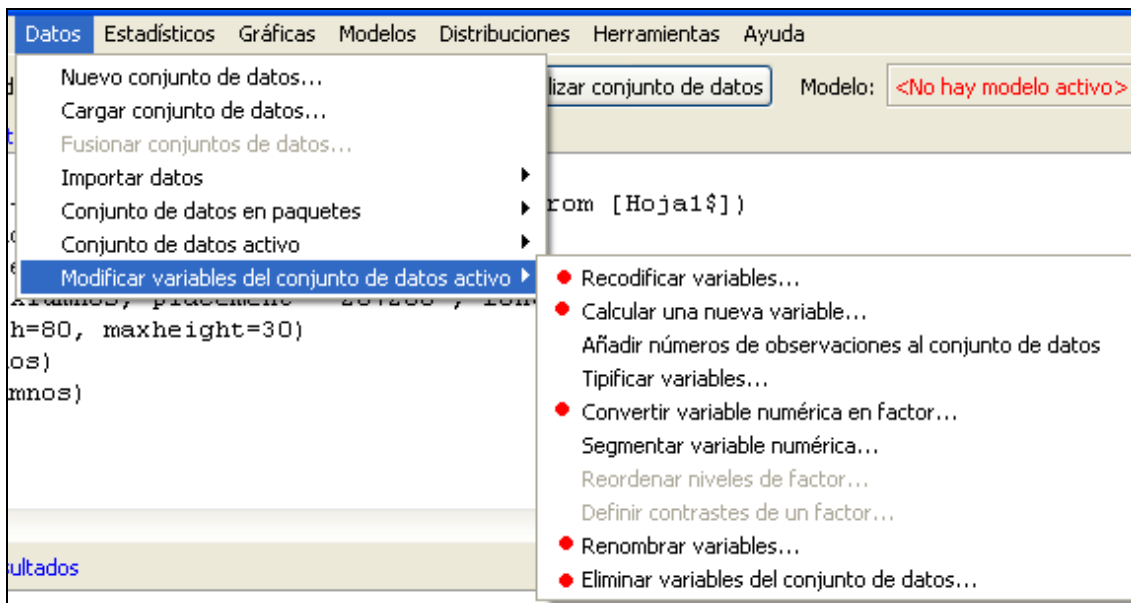 Datos Estadísticos Gráficas Modelos Distribuciones Herramientas Ayuda
Nuevo conjunto de datos...
lizar conjunto de datos Modelo: <No hay modelo activo>
Cargar conjunto de datos...
Fusionar conjuntos de datos...
Importar datos
rom [Hoja1$])
Conjunto de datos en paquetes
Conjunto de datos activo
Modificar variables del conjunto de datos activo
Recodificar variables...
Calcular una nueva variable...
h=80, maxheight=30)
Añadir números de observaciones al conjunto de datos
os)
Tipificar variables...
mnos)
Convertir variable numérica en factor...
Segmentar variable numérica...
Reordenar niveles de factor...
Definir contrastes de un factor...
Renombrar variables...
sultados
Eliminar variables del conjunto de datos...